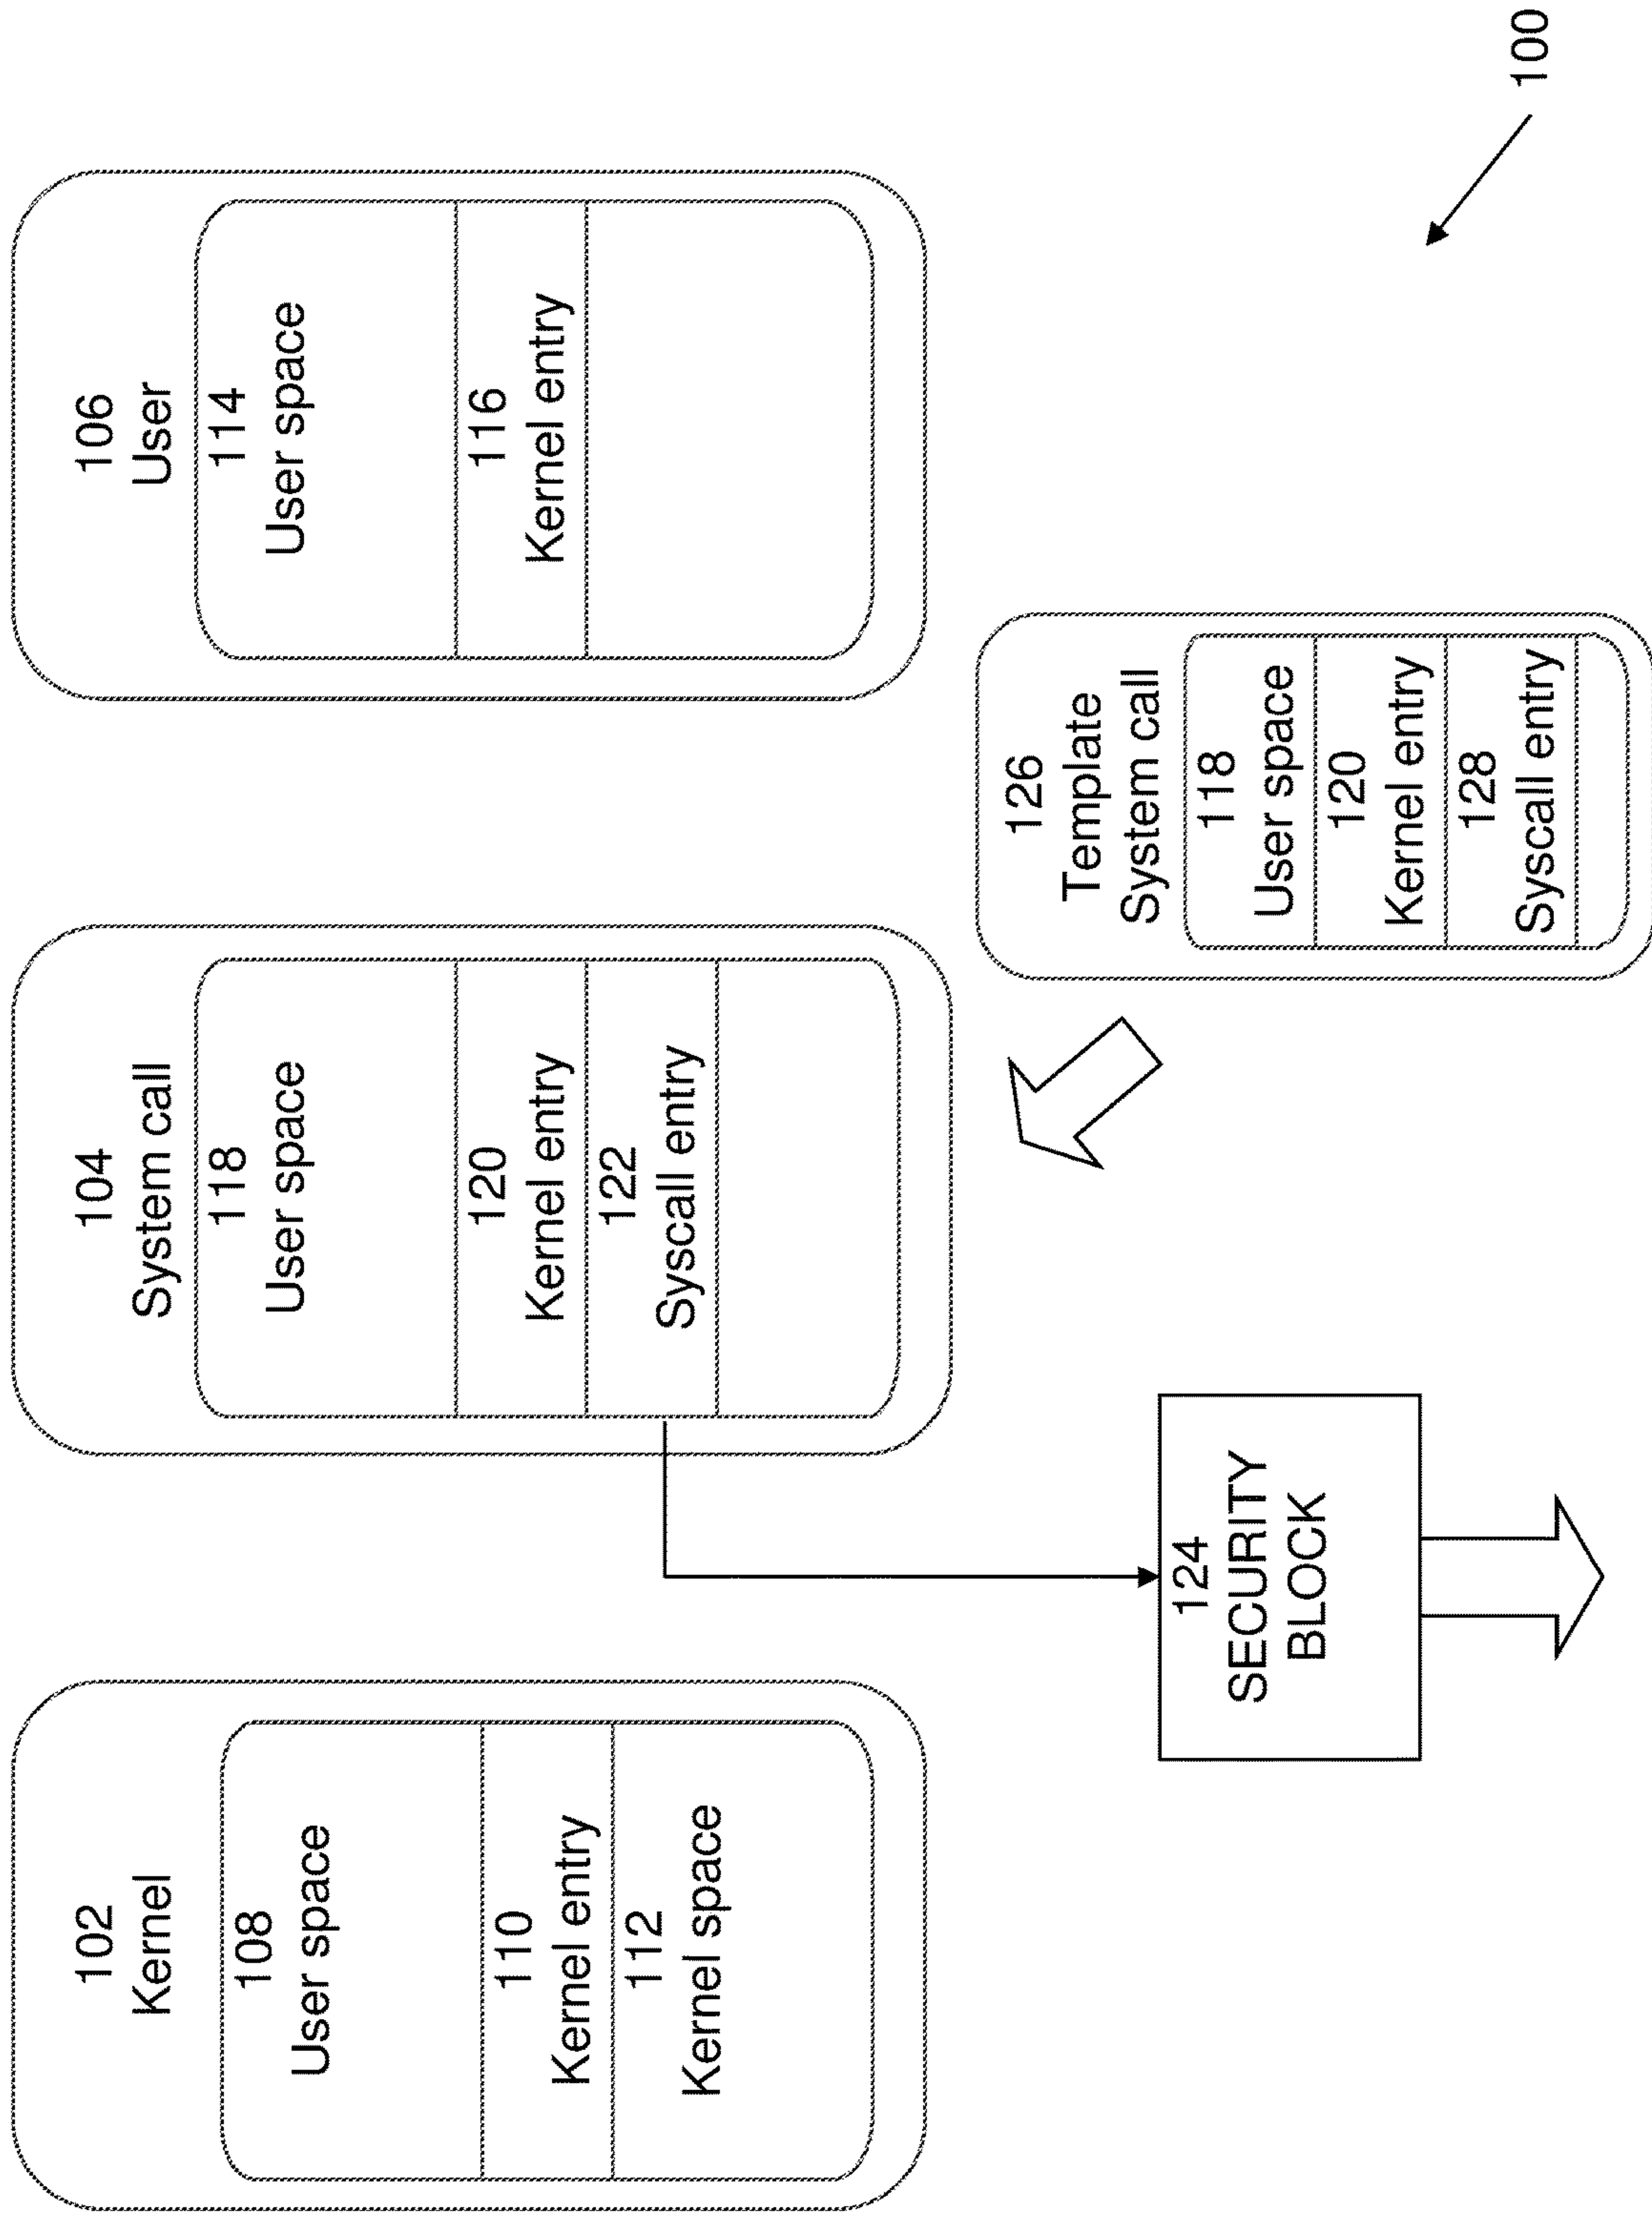 102
Kernel
108
User space
110
Kernel entry
112
Kernel space
104
System call
118
User space
120
Kernel entry
122
Syscall entry
106
User
114
User space
116
Kernel entry
124
SECURITY
BLOCK
126
Template
System call
118
User space
120
Kernel entry
128
Syscall entry
100